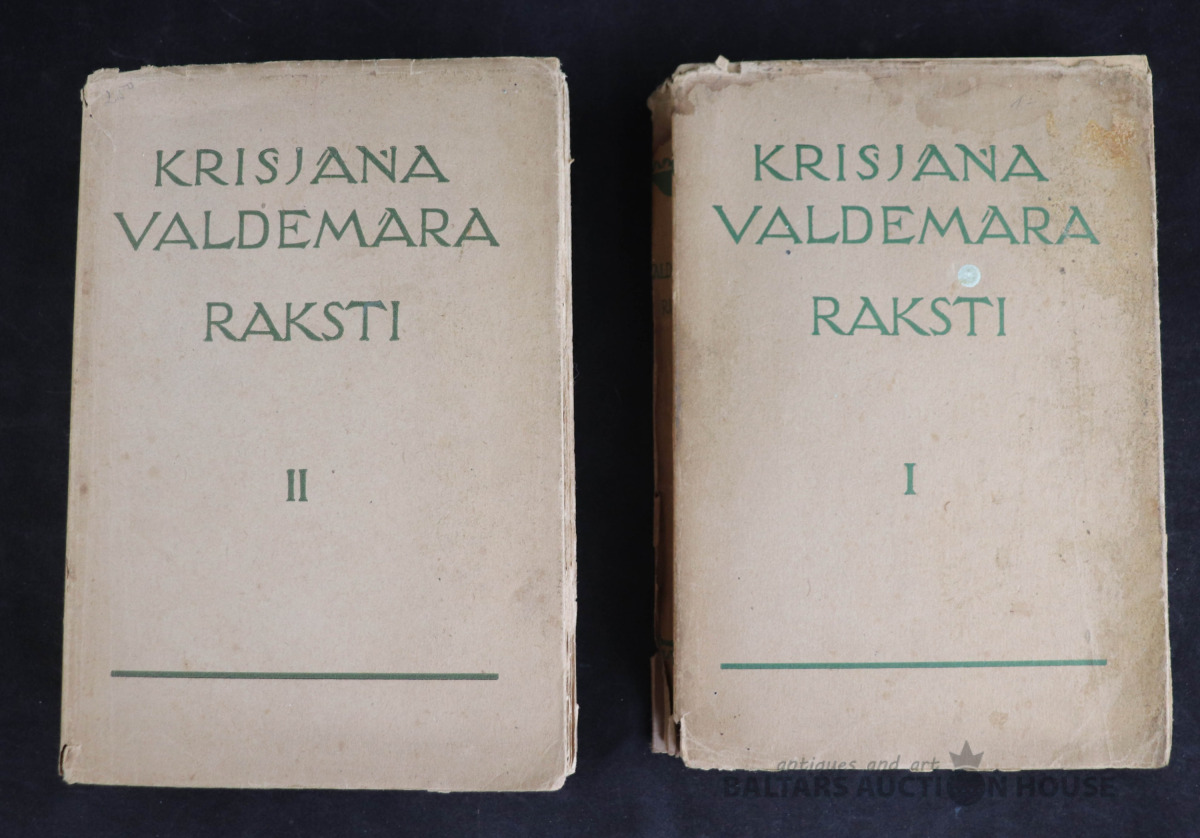 KRISJANA
VALDEMARA
RAKSTI
II
KRISJANA
VALDEMARA
RAKSTI
I
antiques and art
BALTARS AUCTION HOUSE